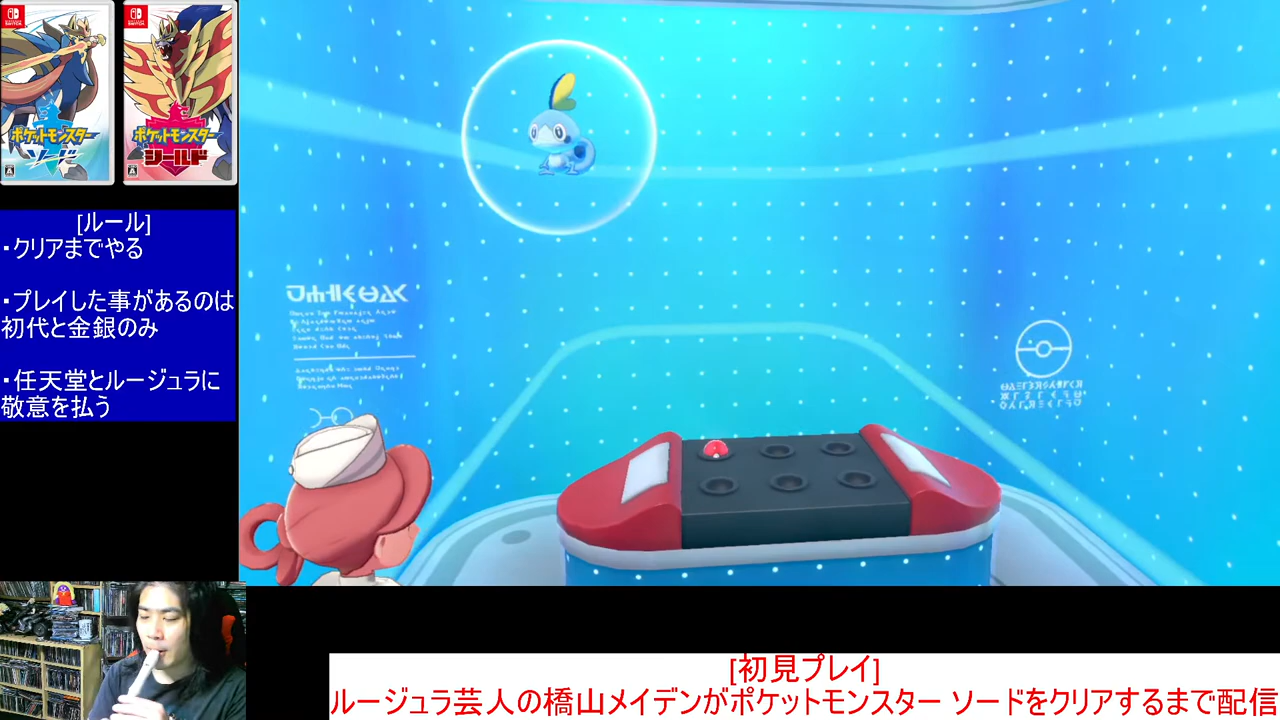 ポケットモンスター
ソード
ポケットモンスター
シールド
[ルール]
・クリアまでやる
・プレイした事があるのは
初代と金銀のみ
・任天堂とルージュラに
敬意を払う
[初見プレイ]
ルージュラ芸人の橋山メイデンがポケットモンスター ソードをクリアするまで配信